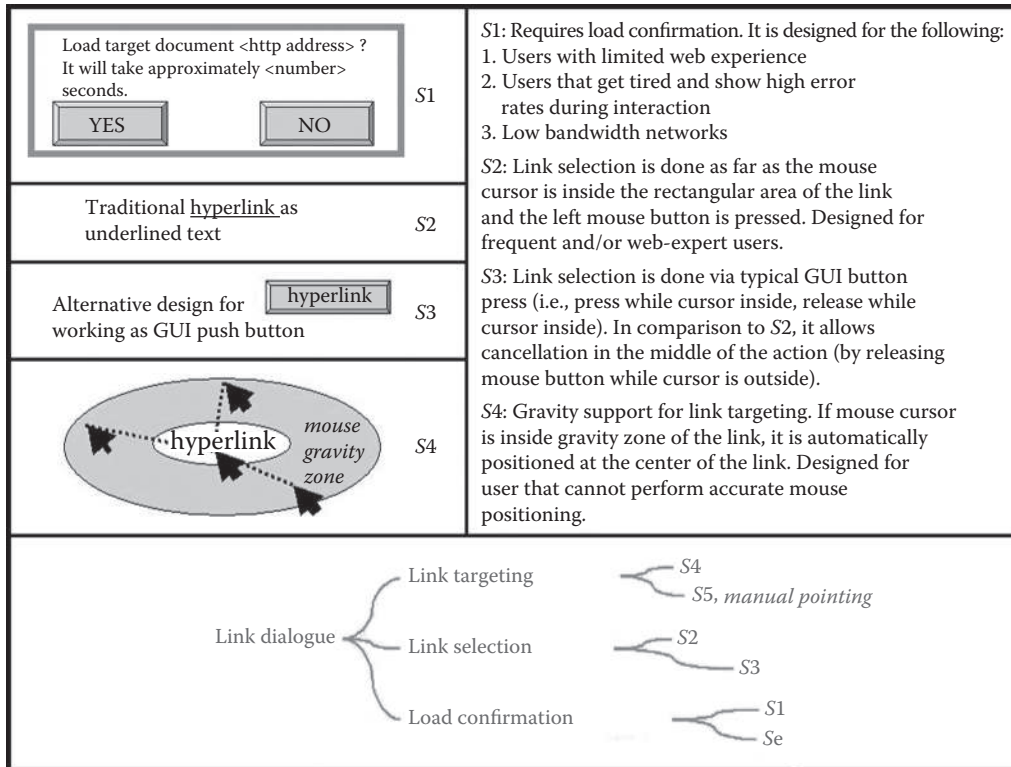 Load target document <http address> ?
It will take approximately <number>
seconds.
YES
NO
S1
Traditional hyperlink as
underlined text
S2
Alternative design for
working as GUI push button
hyperlink
S3
hyperlink
mouse
gravity
zone
S4
S1: Requires load confirmation. It is designed for the following:
1. Users with limited web experience
2. Users that get tired and show high error
rates during interaction
3. Low bandwidth networks
S2: Link selection is done as far as the mouse
cursor is inside the rectangular area of the link
and the left mouse button is pressed. Designed for
frequent and/or web-expert users.
S3: Link selection is done via typical GUI button
press (i.e., press while cursor inside, release while
cursor inside). In comparison to S2, it allows
cancellation in the middle of the action (by releasing
mouse button while cursor is outside).
S4: Gravity support for link targeting. If mouse cursor
is inside gravity zone of the link, it is automatically
positioned at the center of the link. Designed for
user that cannot perform accurate mouse
positioning.
Link dialogue
Link targeting
S4
S5, manual pointing
Link selection
S2
S3
Load confirmation
S1
Se